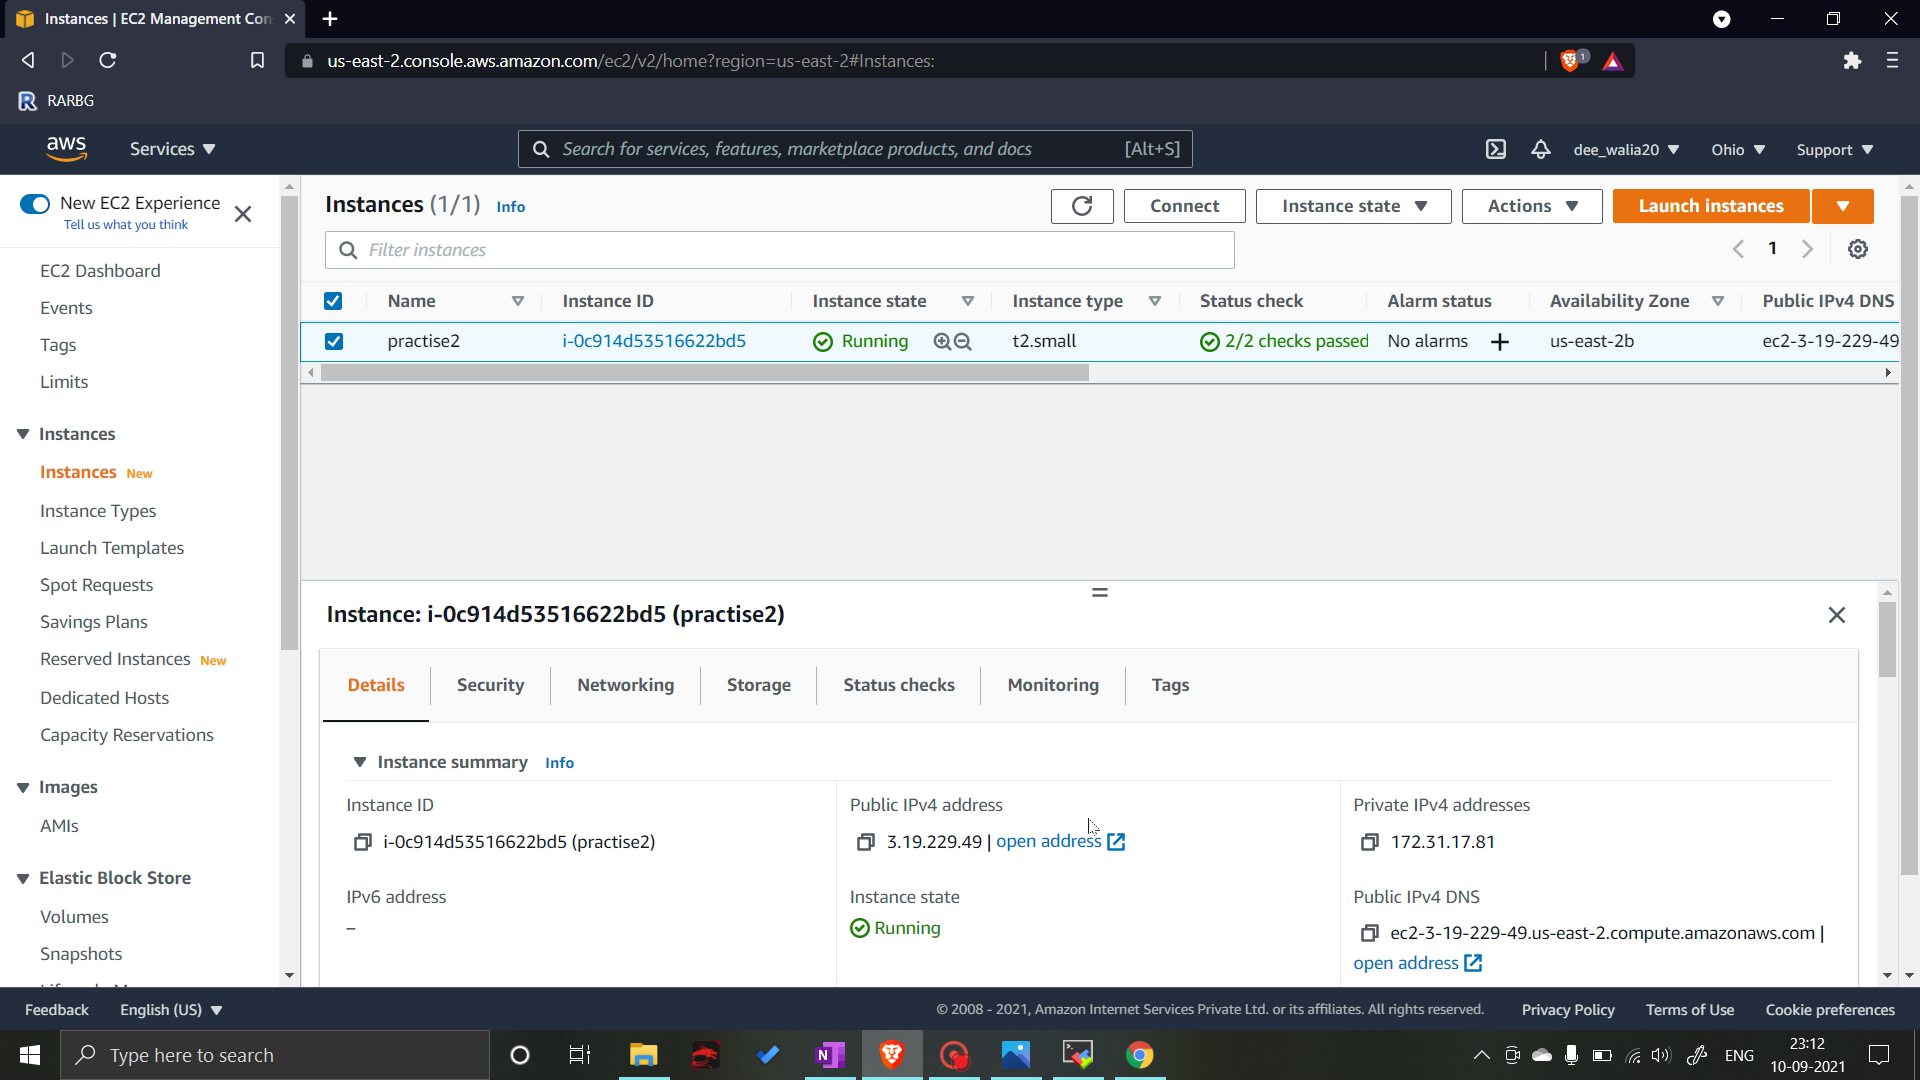 Instances | EC2 Management Con
us-east-2.console.aws.amazon.com/ec2/v2/home?region=us-east-2#Instances:
1
RARBG
aws
Services
Search for services, features, marketplace products, and docs
[Alt+S]
dee_walia20
Ohio
Support
New EC2 Experience
Tell us what you think
EC2 Dashboard
Events
Tags
Limits
Instances
Instances New
Instance Types
Launch Templates
Spot Requests
Savings Plans
Reserved Instances New
Dedicated Hosts
Capacity Reservations
Images
AMIs
Elastic Block Store
Volumes
Snapshots
Instances (1/1) Info
Connect
Instance state
Actions
Launch instances
Filter instances
1
Name Instance ID Instance state Instance type Status check Alarm status Availability Zone Public IPv4 DNS
practise2 i-0c914d53516622bd5 Running t2.small 2/2 checks passed No alarms + us-east-2b ec2-3-19-229-49
Instance: i-0c914d53516622bd5 (practise2)
Details Security Networking Storage Status checks Monitoring Tags
Instance summary Info
Instance ID
i-0c914d53516622bd5 (practise2)
Public IPv4 address
3.19.229.49 | open address
Private IPv4 addresses
172.31.17.81
IPv6 address
–
Instance state
Running
Public IPv4 DNS
ec2-3-19-229-49.us-east-2.compute.amazonaws.com |
open address
Feedback
English (US)
© 2008 - 2021, Amazon Internet Services Private Ltd. or its affiliates. All rights reserved.
Privacy Policy
Terms of Use
Cookie preferences
Type here to search
ENG
23:12
10-09-2021